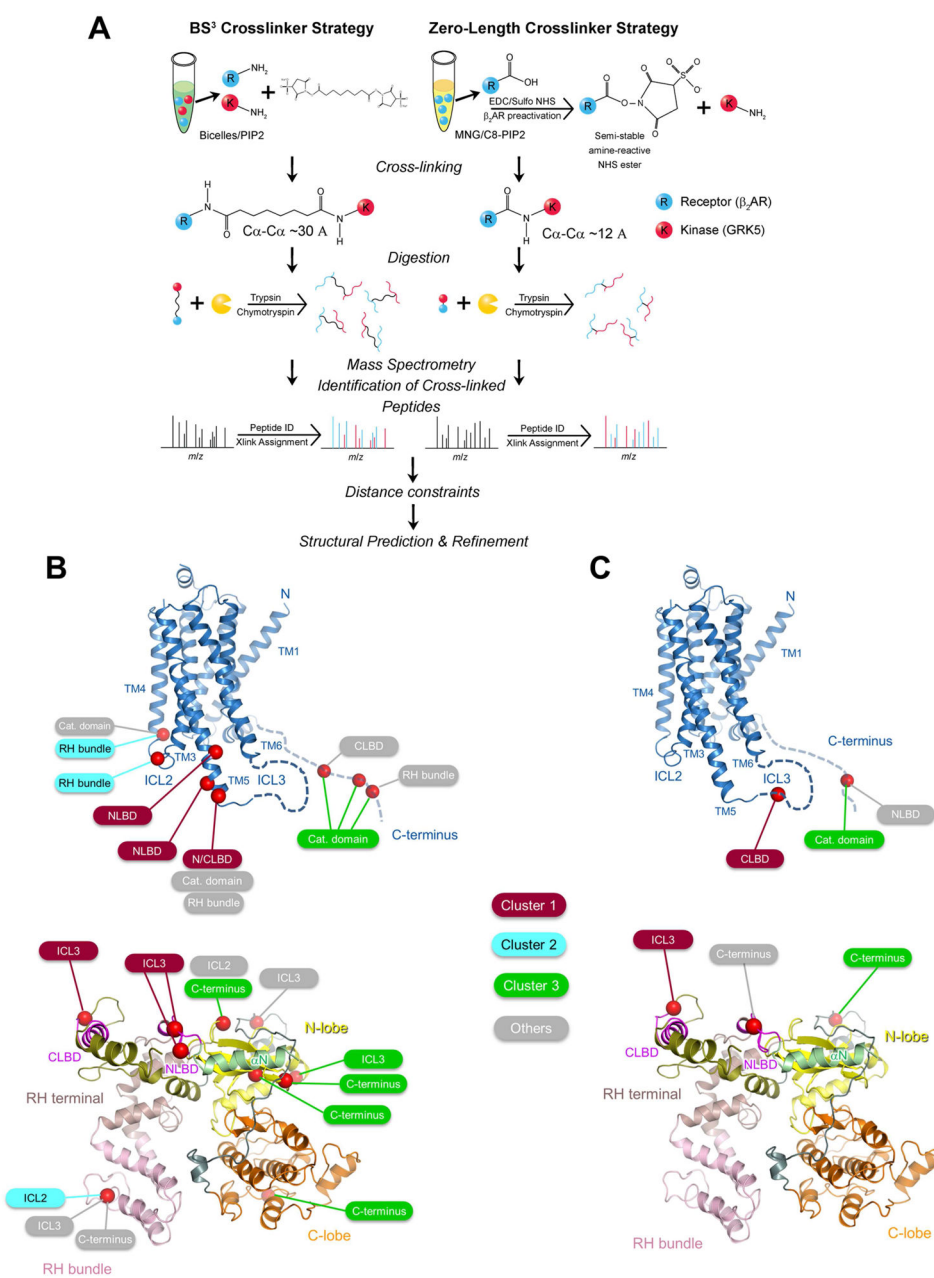 A
BS³ Crosslinker Strategy
Zero-Length Crosslinker Strategy
R
NH₂
K
NH₂
+
Bicelles/PIP2
R
O
OH
MNG/C8-PIP2
EDC/Sulfo NHS
β₂AR preactivation
R
Semi-stable
amine-reactive
NHS ester
+
K
NH₂
Cross-linking
R
K
Cα-Cα ~30 A
R
K
Cα-Cα ~12 A
R Receptor (β₂AR)
K Kinase (GRK5)
Digestion
+
Trypsin
Chymotryspin
+
Trypsin
Chymotryspin
Mass Spectrometry
Identification of Cross-linked
Peptides
m/z
Peptide ID
Xlink Assignment
m/z
m/z
Peptide ID
Xlink Assignment
m/z
Distance constraints
Structural Prediction & Refinement
B
N
TM1
TM4
Cat. domain
RH bundle
RH bundle
ICL2
TM3
TM6
TM5
ICL3
CLBD
RH bundle
NLBD
NLBD
N/CLBD
Cat. domain
RH bundle
Cat. domain
C-terminus
C
N
TM1
TM4
TM3
TM6
ICL2
ICL3
TM5
C-terminus
NLBD
Cat. domain
CLBD
Cluster 1
Cluster 2
Cluster 3
Others
ICL3
ICL3
ICL2
C-terminus
ICL3
N-lobe
CLBD
NLBD
αN
ICL3
C-terminus
C-terminus
RH terminal
ICL2
ICL3
C-terminus
C-terminus
C-lobe
RH bundle
ICL3
C-terminus
C-terminus
N-lobe
CLBD
NLBD
αN
RH terminal
C-lobe
RH bundle